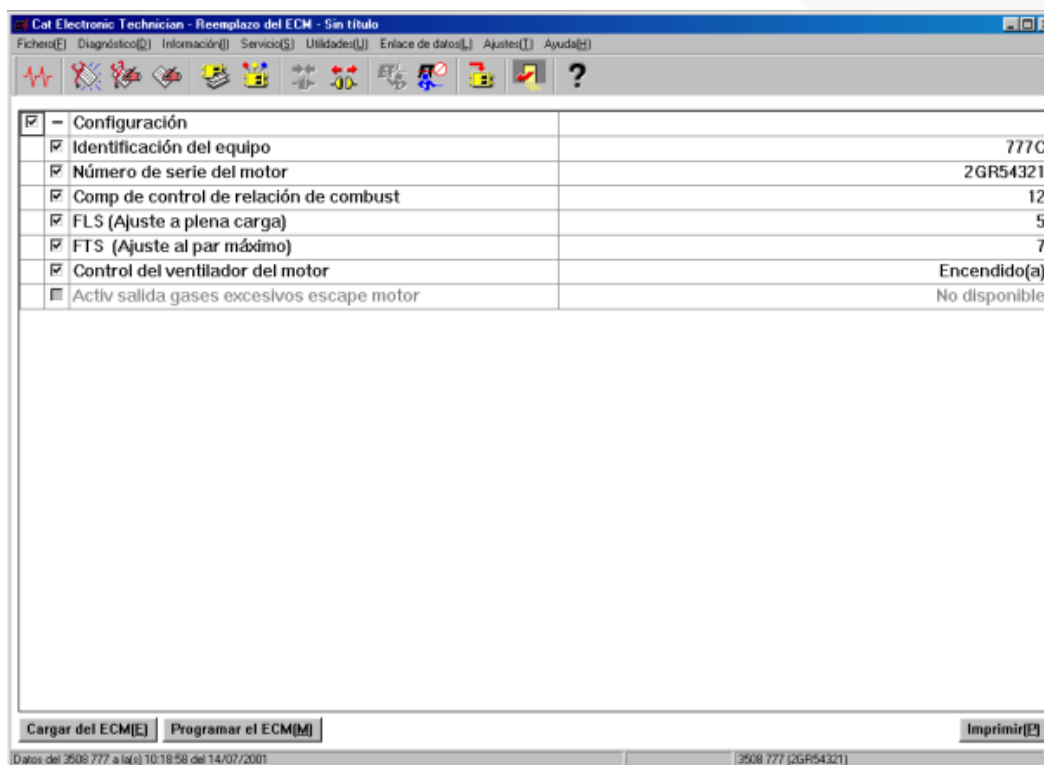 Cat Electronic Technician - Reemplazo del ECM - Sin título
Fichero(F) Diagnóstico(D) Información(I) Servicio(S) Utilidades(U) Enlace de datos(L) Ajustes(T) Ayuda(H)
?
− Configuración
Identificación del equipo 777C
Número de serie del motor 2GR54321
Comp de control de relación de combust 12
FLS (Ajuste a plena carga) 5
FTS (Ajuste al par máximo) 7
Control del ventilador del motor Encendido(a)
Activ salida gases excesivos escape motor No disponible
Cargar del ECM(E) Programar el ECM(M) Imprimir(P)
Datos del 3508 777 a la(s) 10:18:58 del 14/07/2001 3508 777 (2GR54321)